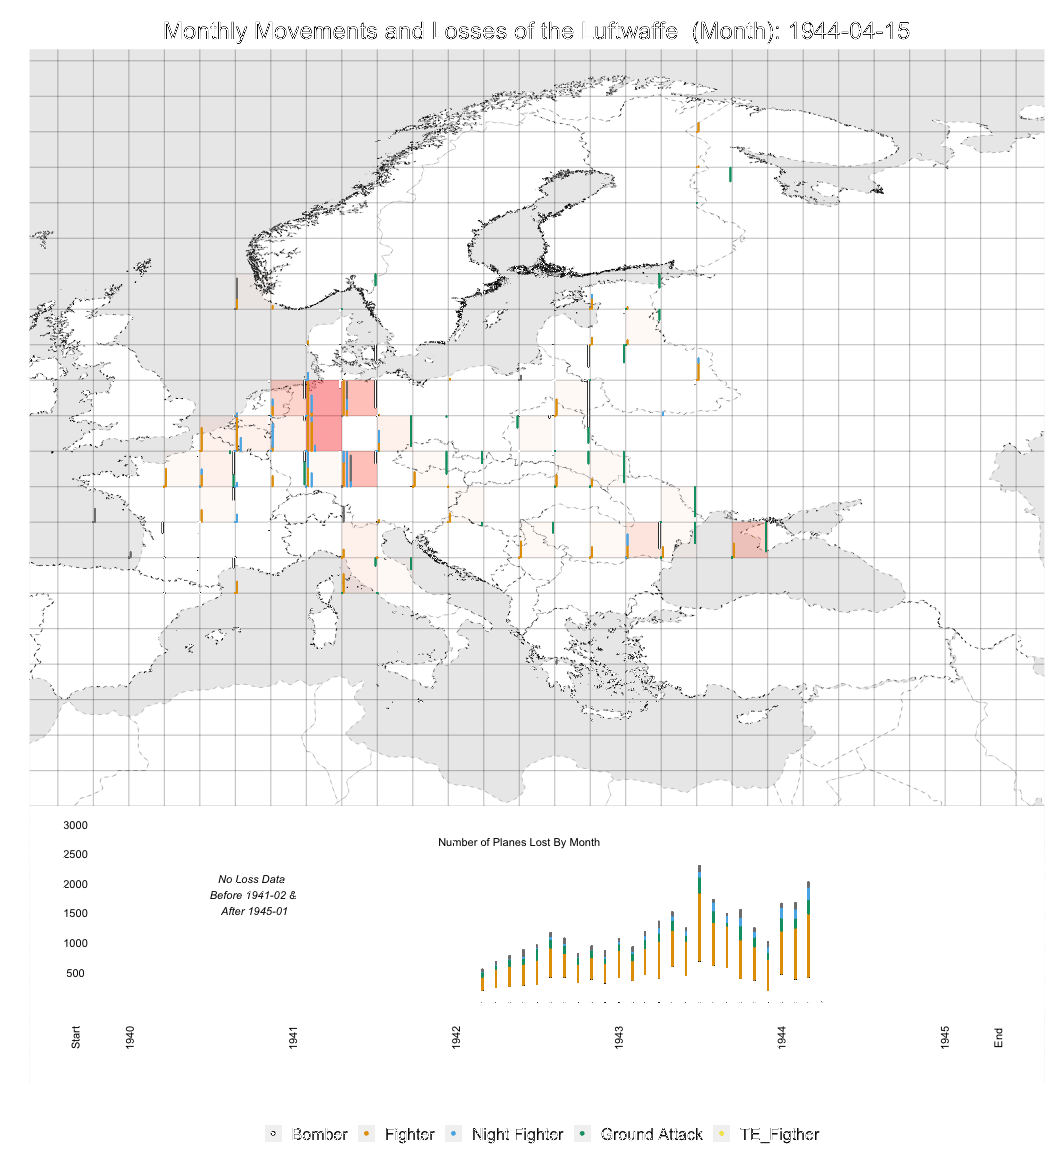 Monthly Movements and Losses of the Luftwaffe (Month): 1944-04-15
3000
Number of Planes Lost By Month
2500
No Loss Data
2000
Before 1941-02 &
1500
After 1945-01
1000
500
Start
1940
1941
1942
1943
1944
1945
End
Bomber Fighter Night Fighter Ground Attack TE_Figther